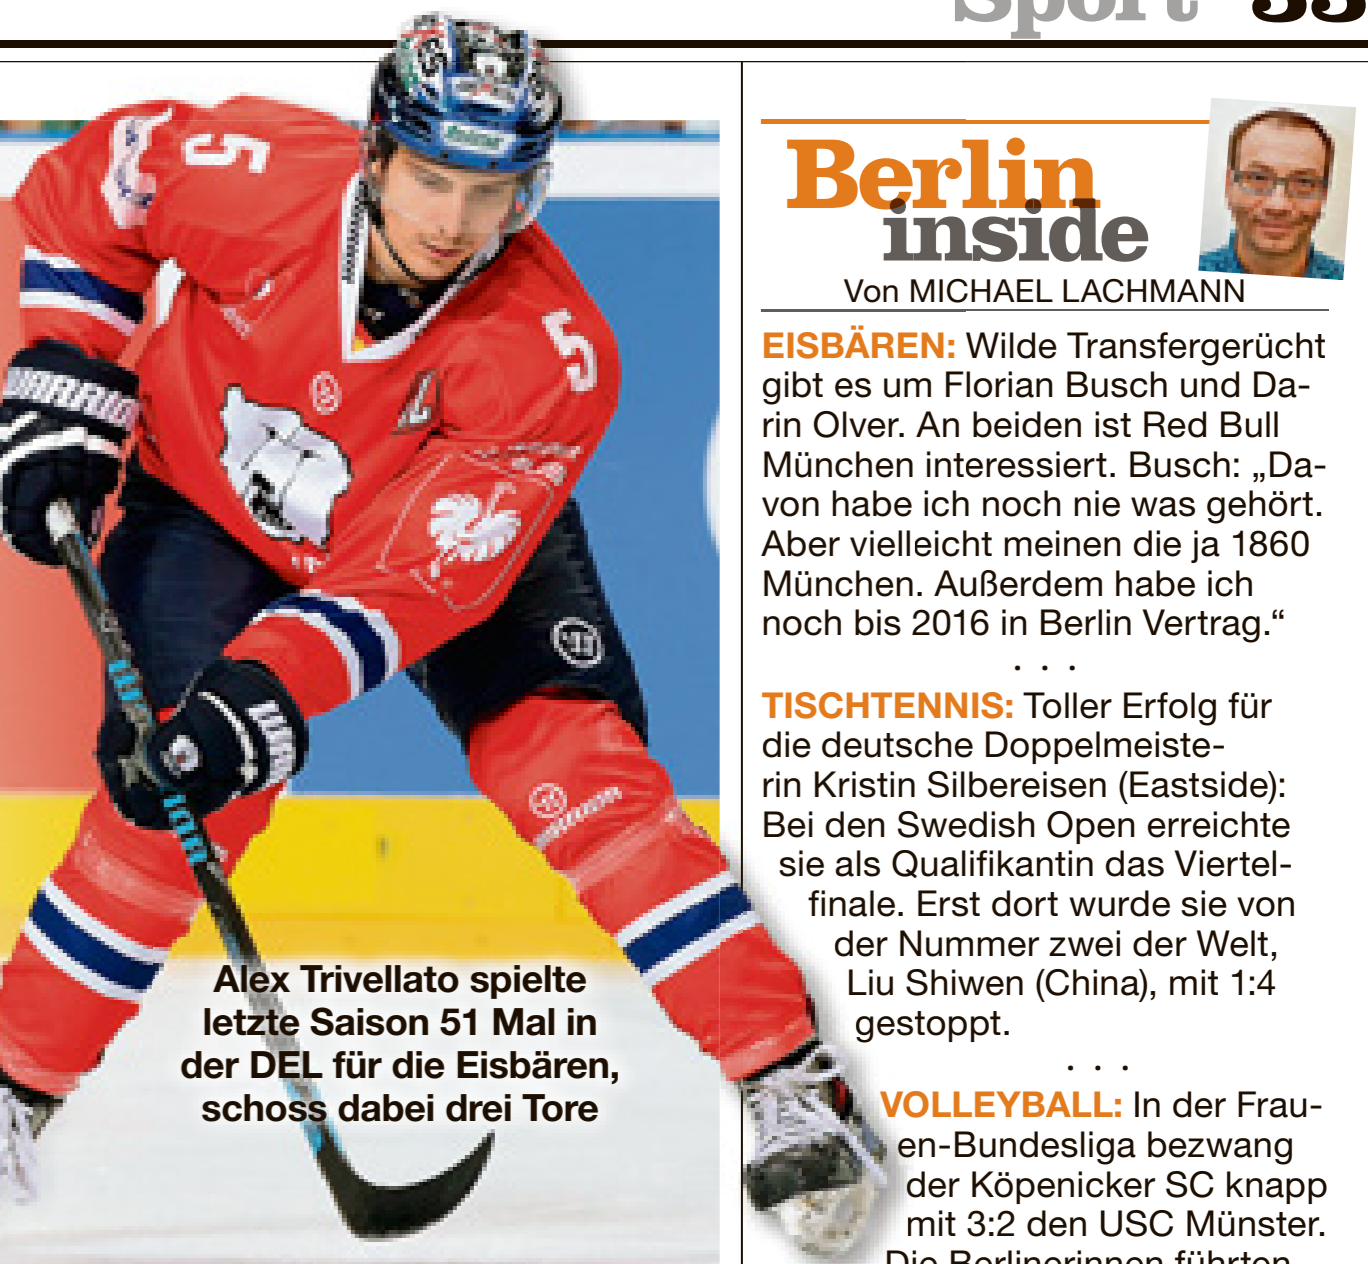 Sport 33
5
5
WARRIOR
Alex Trivellato spielte
letzte Saison 51 Mal in
der DEL für die Eisbären,
schoss dabei drei Tore
Berlin
inside
Von MICHAEL LACHMANN
EISBÄREN: Wilde Transfergerücht
gibt es um Florian Busch und Da-
rin Olver. An beiden ist Red Bull
München interessiert. Busch: „Da-
von habe ich noch nie was gehört.
Aber vielleicht meinen die ja 1860
München. Außerdem habe ich
noch bis 2016 in Berlin Vertrag.“
. . .
TISCHTENNIS: Toller Erfolg für
die deutsche Doppelmeiste-
rin Kristin Silbereisen (Eastside):
Bei den Swedish Open erreichte
sie als Qualifikantin das Viertel-
finale. Erst dort wurde sie von
der Nummer zwei der Welt,
Liu Shiwen (China), mit 1:4
gestoppt.
. . .
VOLLEYBALL: In der Frau-
en-Bundesliga bezwang
der Köpenicker SC knapp
mit 3:2 den USC Münster.
Die Berlinerinnen führten